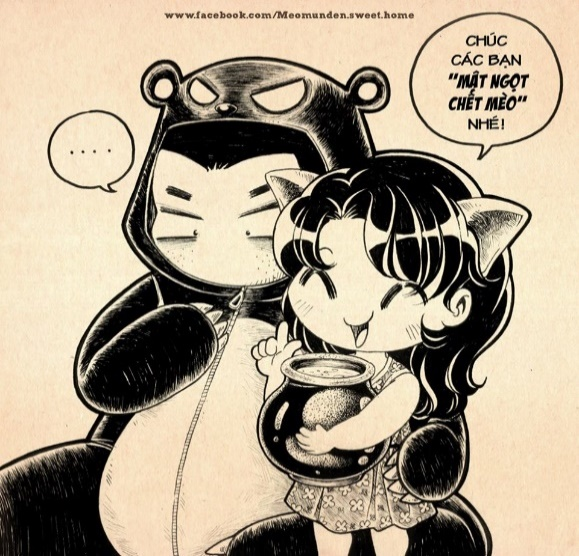 www.facebook.com/Meomunden.sweet.home
. . . .
CHÚC
CÁC BẠN
"MẬT NGỌT
CHẾT MÈO"
NHÉ!